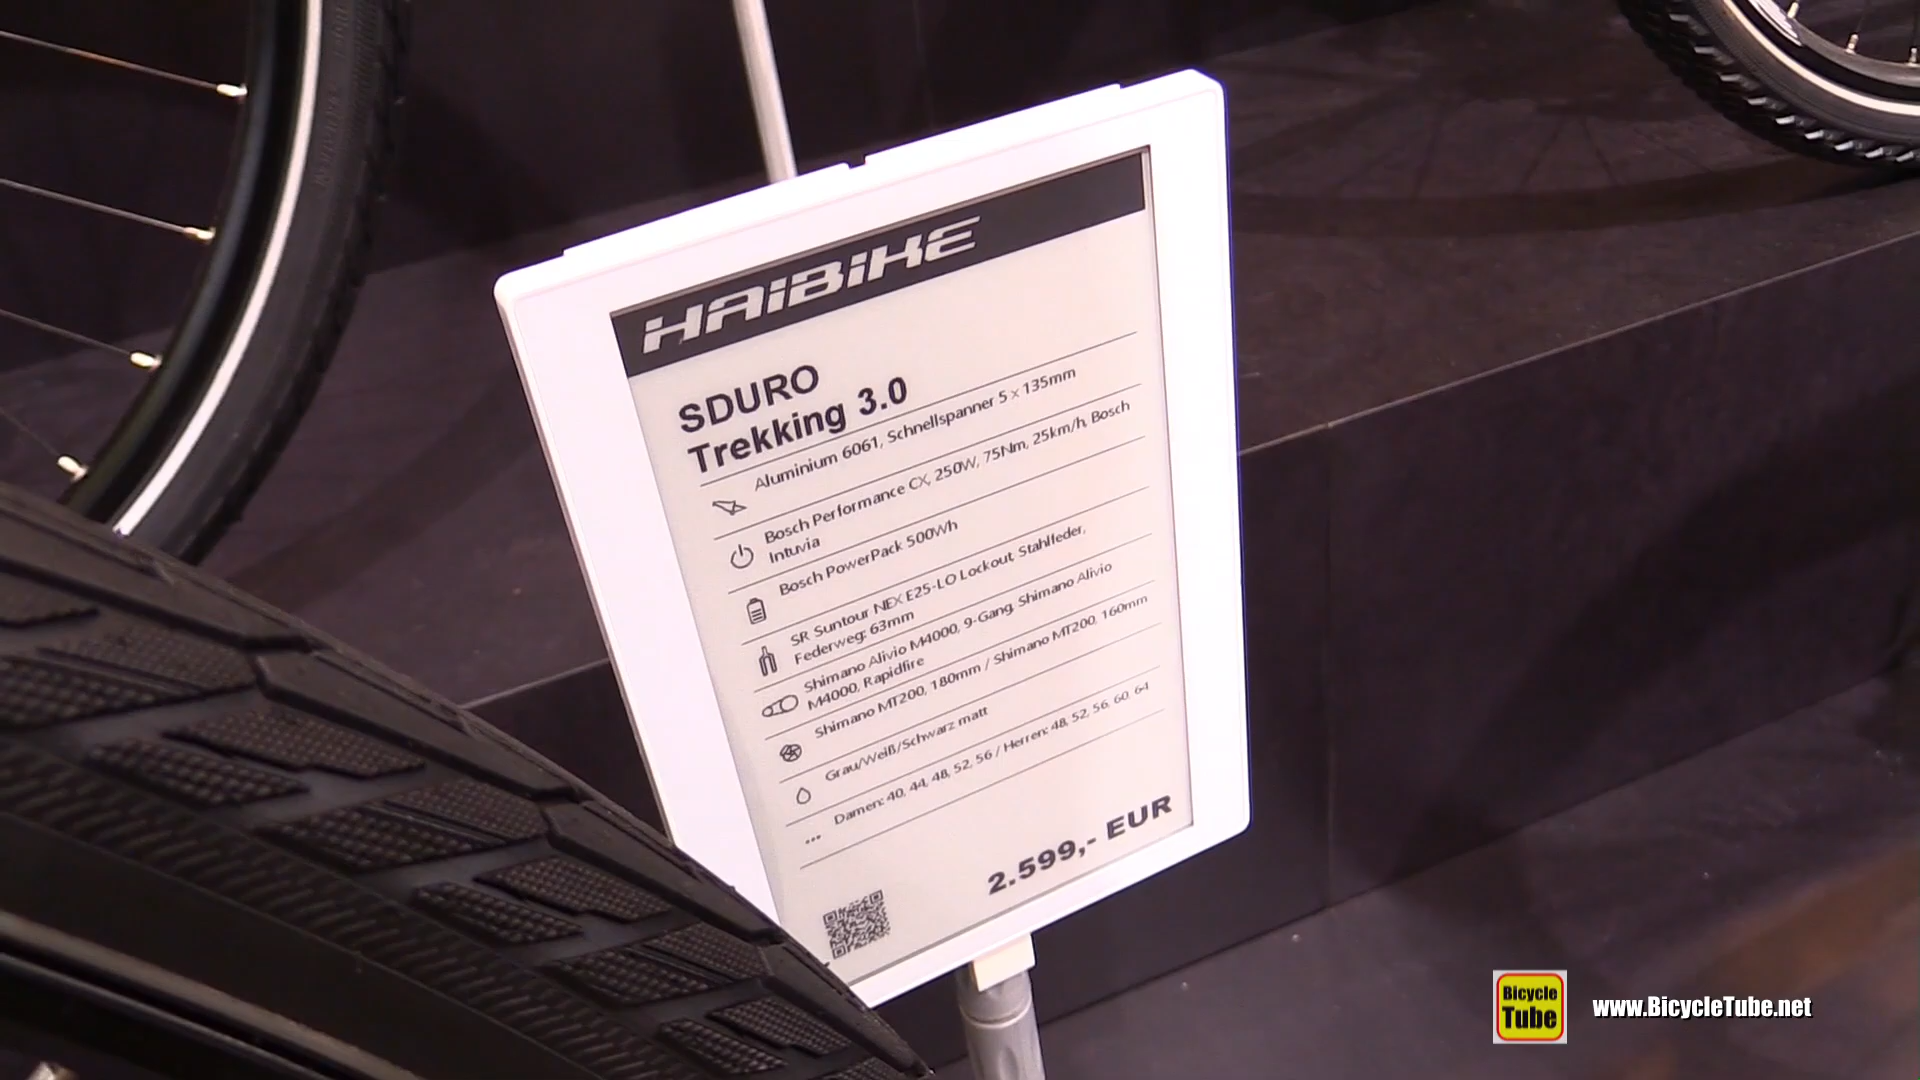 HAIBIKE
SDURO
Trekking 3.0
Aluminium 6061, Schnellspanner 5 x 135mm
Bosch Performance CX, 250W, 75Nm, 25km/h, Bosch
Intuvia
Bosch PowerPack 500Wh
SR Suntour NEX E25-LO Lockout, Stahlfeder,
Federweg: 63mm
Shimano Alivio M4000, 9-Gang, Shimano Alivio
M4000, Rapidfire
Shimano MT200, 180mm / Shimano MT200, 160mm
Grau/Weiß/Schwarz matt
Damen: 40, 44, 48, 52, 56 / Herren: 48, 52, 56, 60, 64
2.599,- EUR
Bicycle
Tube
www.BicycleTube.net